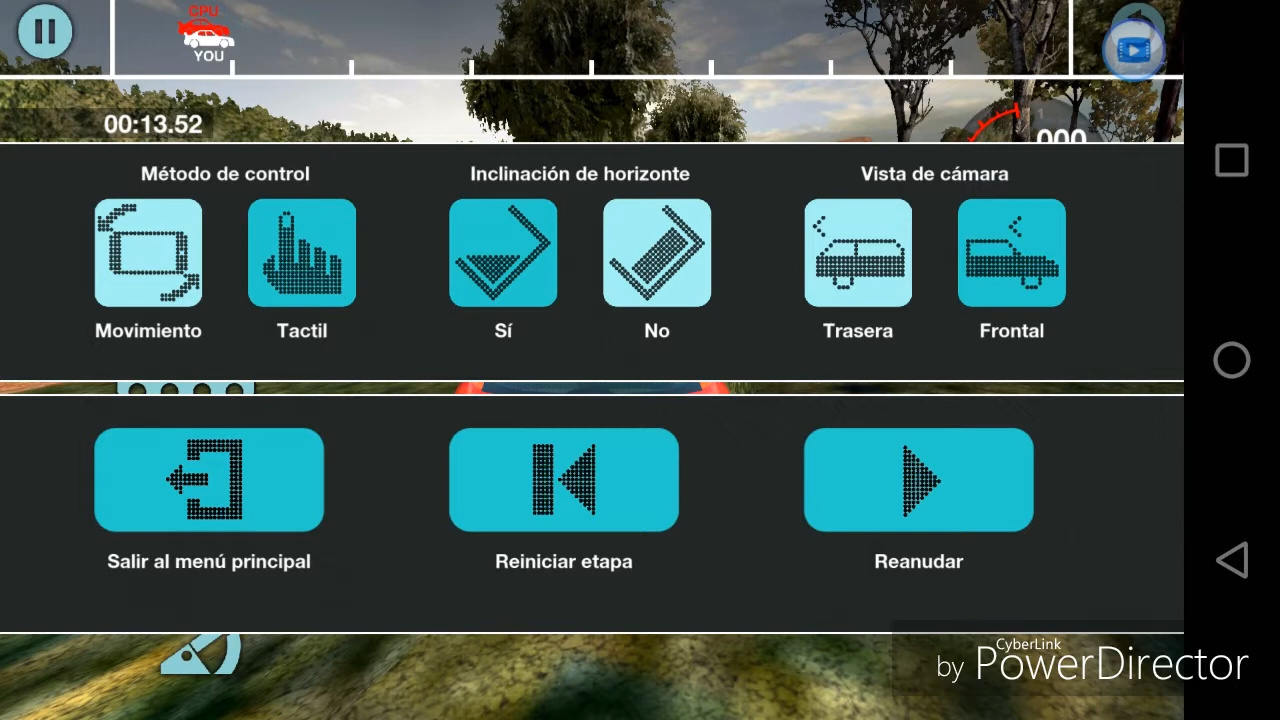 CPU
YOU
00:13.52
000
Método de control
Inclinación de horizonte
Vista de cámara
Movimiento
Tactil
Sí
No
Trasera
Frontal
Salir al menú principal
Reiniciar etapa
Reanudar
CyberLink
by PowerDirector